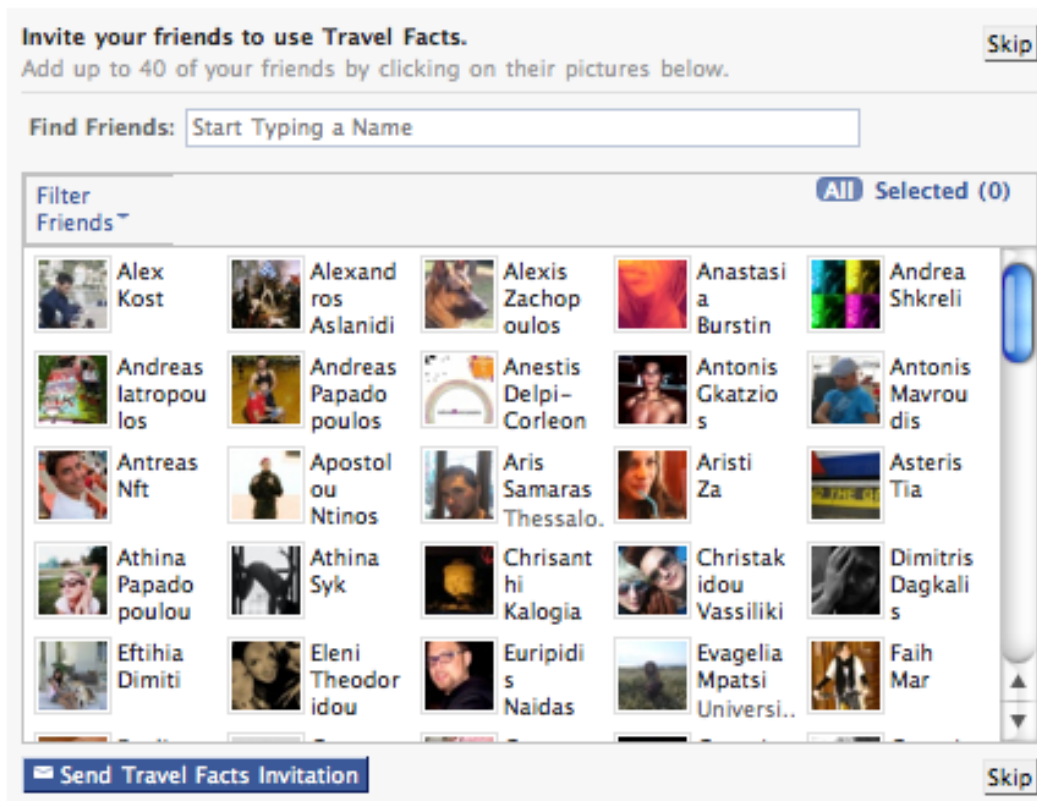 Invite your friends to use Travel Facts.
Skip
Add up to 40 of your friends by clicking on their pictures below.
Find Friends: Start Typing a Name
Filter
Friends
All Selected (0)
Alex
Kost
Alexand
ros
Aslanidi
Alexis
Zachop
oulos
Anastasi
a
Burstin
Andrea
Shkreli
Andreas
Iatropou
los
Andreas
Papado
poulos
Anestis
Delpi-
Corleon
Antonis
Gkatzio
s
Antonis
Mavrou
dis
Antreas
Nft
Apostol
ou
Ntinos
Aris
Samaras
Thessalo.
Aristi
Za
Asteris
Tia
Athina
Papado
poulou
Athina
Syk
Chrisant
hi
Kalogia
Christak
idou
Vassiliki
Dimitris
Dagkali
s
Eftihia
Dimiti
Eleni
Theodor
idou
Euripidi
s
Naidas
Evagelia
Mpatsi
Universi..
Faih
Mar
Send Travel Facts Invitation
Skip